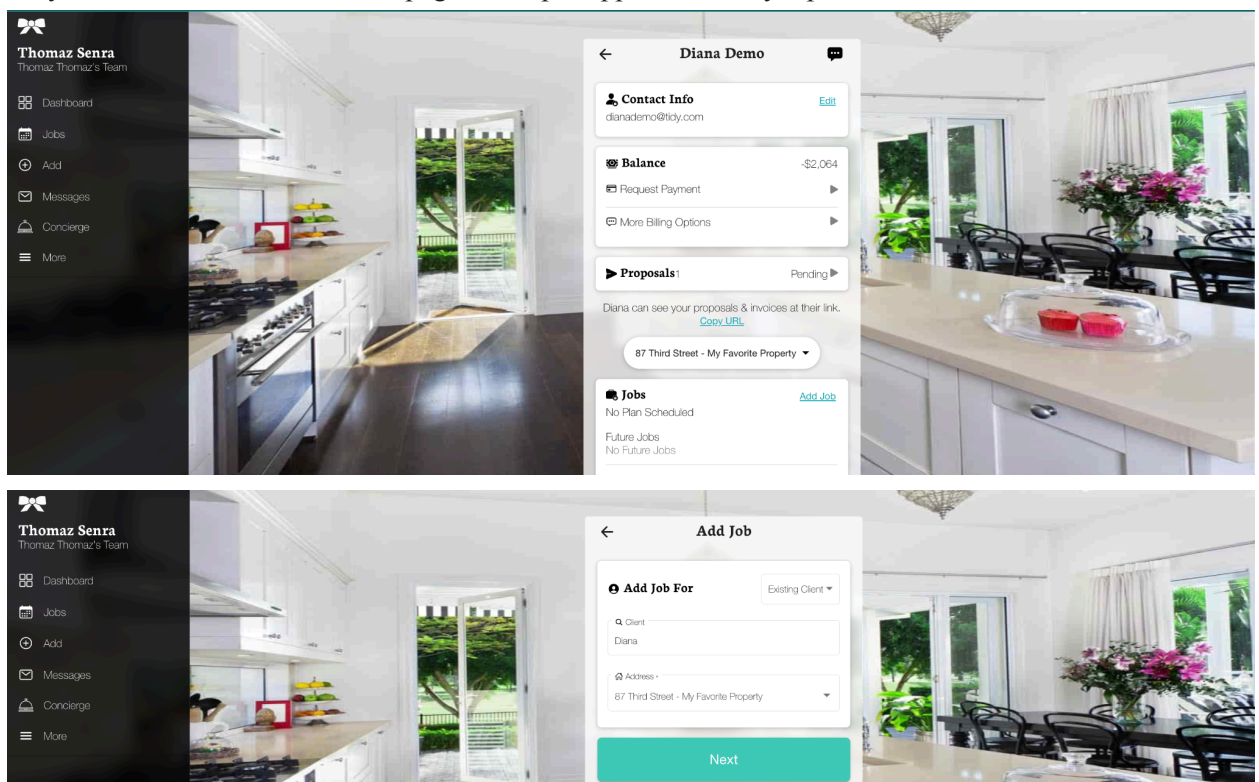 Thomaz Senra
Thomaz Thomaz's Team
Dashboard
Jobs
Add
Messages
Concierge
More
Diana Demo
Contact Info Edit
dianademo@tidy.com
Balance -$2,064
Request Payment
More Billing Options
Proposals 1 Pending
Diana can see your proposals & invoices at their link.
Copy URL
87 Third Street - My Favorite Property
Jobs Add Job
No Plan Scheduled
Future Jobs
No Future Jobs
Thomaz Senra
Thomaz Thomaz's Team
Dashboard
Jobs
Add
Messages
Concierge
More
Add Job
Add Job For Existing Client
Client
Diana
Address *
87 Third Street - My Favorite Property
Next